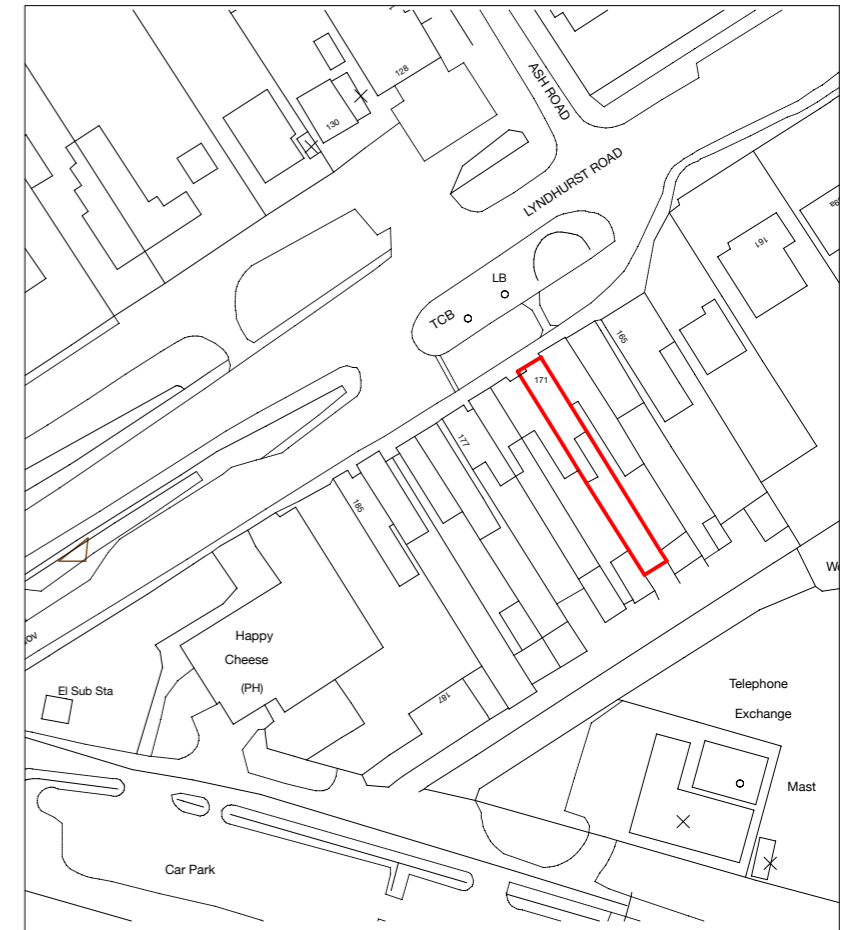 128
130
ASH ROAD
LYNDHURST ROAD
LB
TCB
161
165
171
177
185
187
Happy
Cheese
(PH)
El Sub Sta
Telephone
Exchange
Mast
Car Park